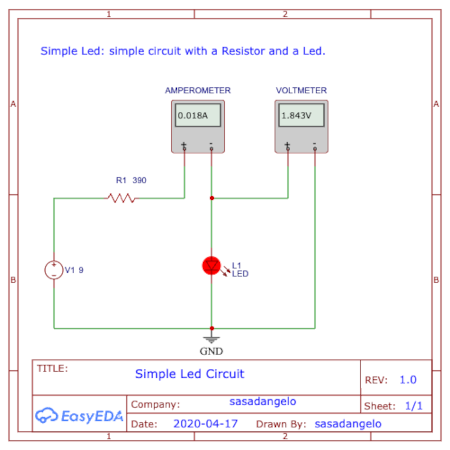 1 2
Simple Led: simple circuit with a Resistor and a Led.
AMPEROMETER VOLTMETER
A A
0.018A 1.843V
+ - + -
R1 390
V1 9
+
-
L1
LED
B B
GND
TITLE:
Simple Led Circuit
REV: 1.0
EasyEDA
Company: sasadangelo
Sheet: 1/1
Date: 2020-04-17 Drawn By: sasadangelo
1 2